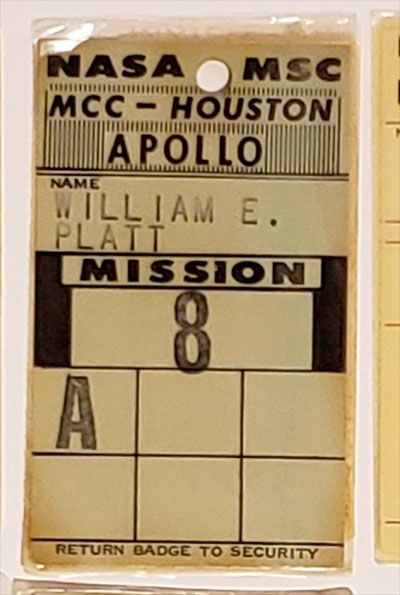 NASA MSC
MCC - HOUSTON
APOLLO
NAME
WILLIAM E.
PLATT
MISSION
8
A
RETURN BADGE TO SECURITY